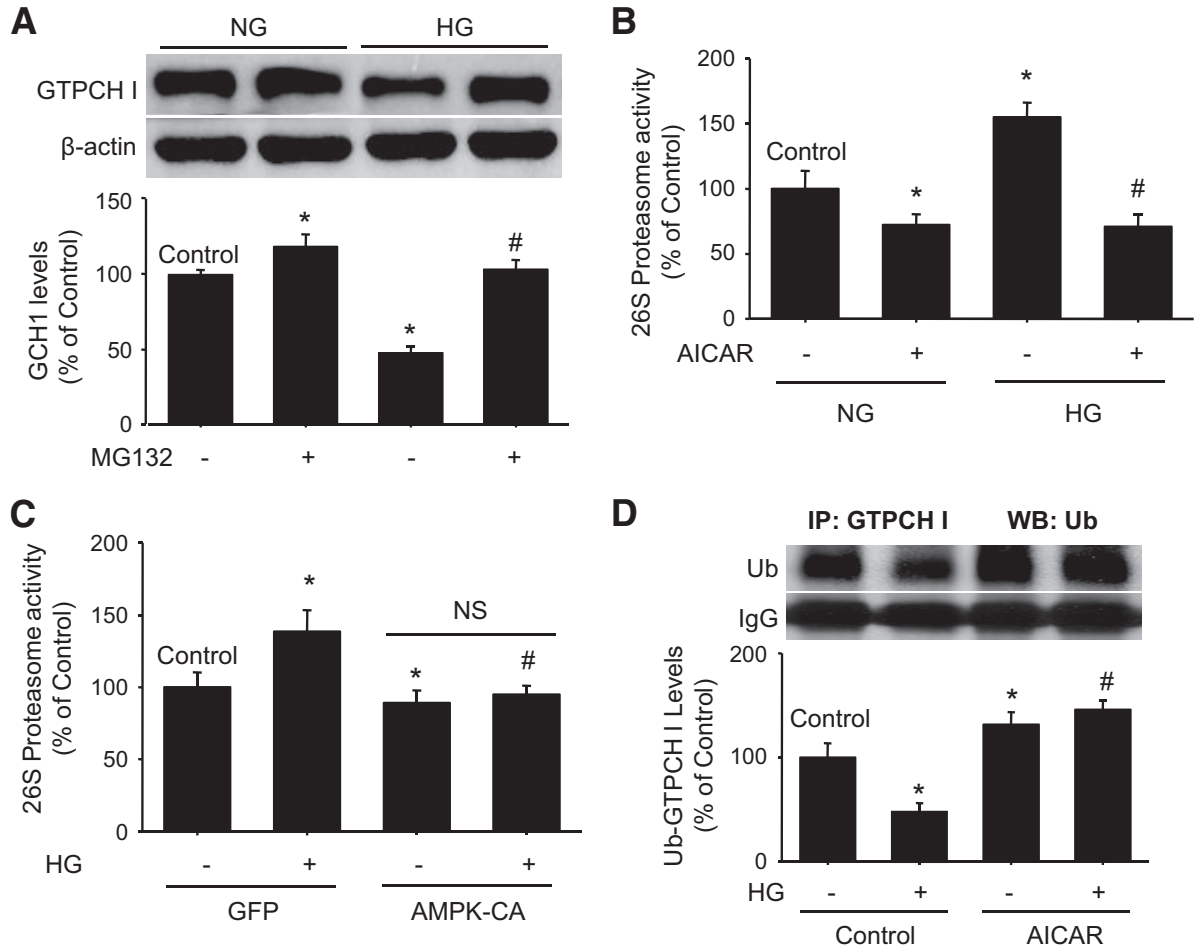 A
NG HG
GTPCH I
β-actin
GCH1 levels
(% of Control)
150
100
50
0
Control
*
*
#
MG132 - + - +
B
26S Proteasome activity
(% of Control)
200
150
100
50
0
Control
*
*
#
AICAR - + - +
NG HG
C
26S Proteasome activity
(% of Control)
200
150
100
50
0
Control
*
NS
*
#
HG - + - +
GFP AMPK-CA
D
IP: GTPCH I WB: Ub
Ub
IgG
Ub-GTPCH I Levels
(% of Control)
200
100
0
Control
*
*
#
HG - + - +
Control AICAR